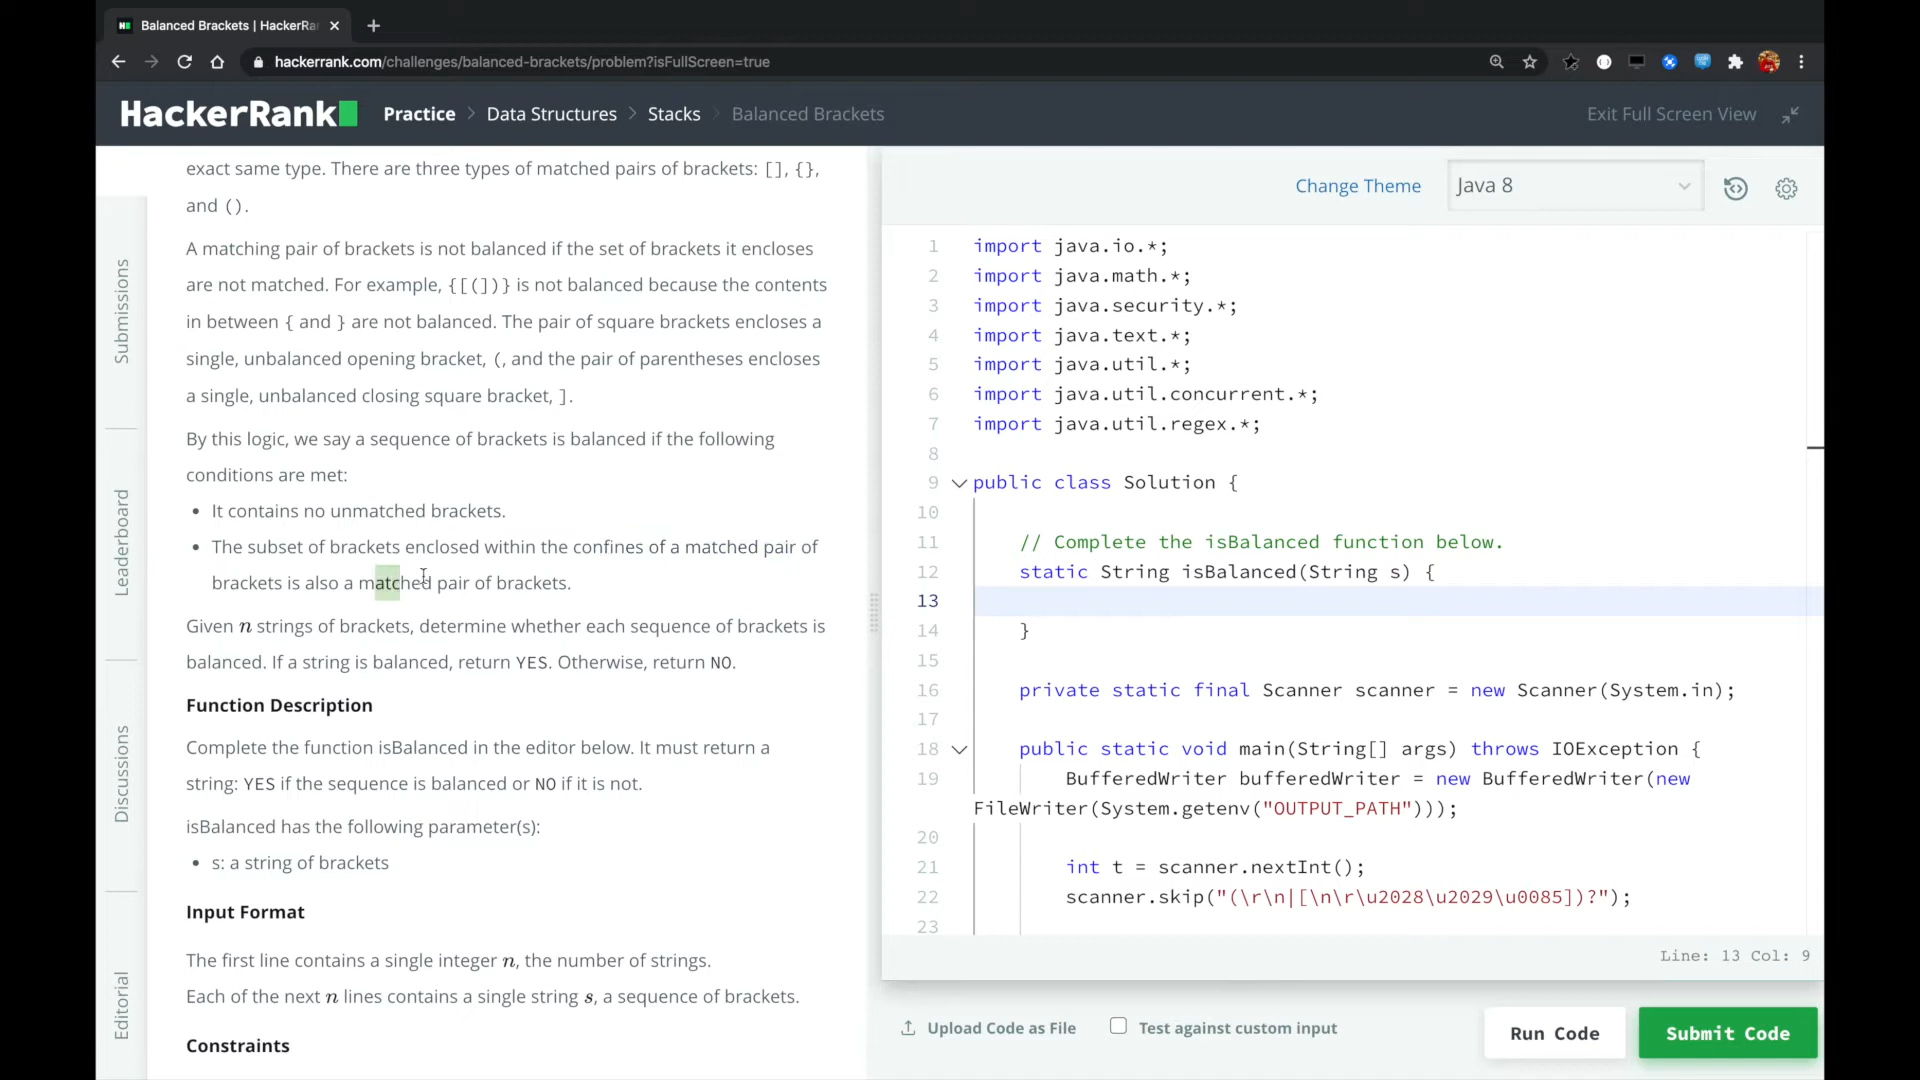 Balanced Brackets | HackerRa
hackerrank.com/challenges/balanced-brackets/problem?isFullScreen=true
HackerRank
Practice > Data Structures > Stacks > Balanced Brackets
Exit Full Screen View
Submissions
Leaderboard
Discussions
Editorial
exact same type. There are three types of matched pairs of brackets: [], {},
and ().
A matching pair of brackets is not balanced if the set of brackets it encloses
are not matched. For example, {[(])} is not balanced because the contents
in between { and } are not balanced. The pair of square brackets encloses a
single, unbalanced opening bracket, (, and the pair of parentheses encloses
a single, unbalanced closing square bracket, ].
By this logic, we say a sequence of brackets is balanced if the following
conditions are met:
• It contains no unmatched brackets.
• The subset of brackets enclosed within the confines of a matched pair of
brackets is also a matched pair of brackets.
Given n strings of brackets, determine whether each sequence of brackets is
balanced. If a string is balanced, return YES. Otherwise, return NO.
Function Description
Complete the function isBalanced in the editor below. It must return a
string: YES if the sequence is balanced or NO if it is not.
isBalanced has the following parameter(s):
• s: a string of brackets
Input Format
The first line contains a single integer n, the number of strings.
Each of the next n lines contains a single string s, a sequence of brackets.
Constraints
Change Theme
Java 8
1 import java.io.*;
2 import java.math.*;
3 import java.security.*;
4 import java.text.*;
5 import java.util.*;
6 import java.util.concurrent.*;
7 import java.util.regex.*;
8
9 public class Solution {
10
11 // Complete the isBalanced function below.
12 static String isBalanced(String s) {
13
14 }
15
16 private static final Scanner scanner = new Scanner(System.in);
17
18 public static void main(String[] args) throws IOException {
19 BufferedWriter bufferedWriter = new BufferedWriter(new
FileWriter(System.getenv("OUTPUT_PATH")));
20
21 int t = scanner.nextInt();
22 scanner.skip("(\r\n|[\n\r\u2028\u2029\u0085])?");
23
Line: 13 Col: 9
Upload Code as File
Test against custom input
Run Code
Submit Code